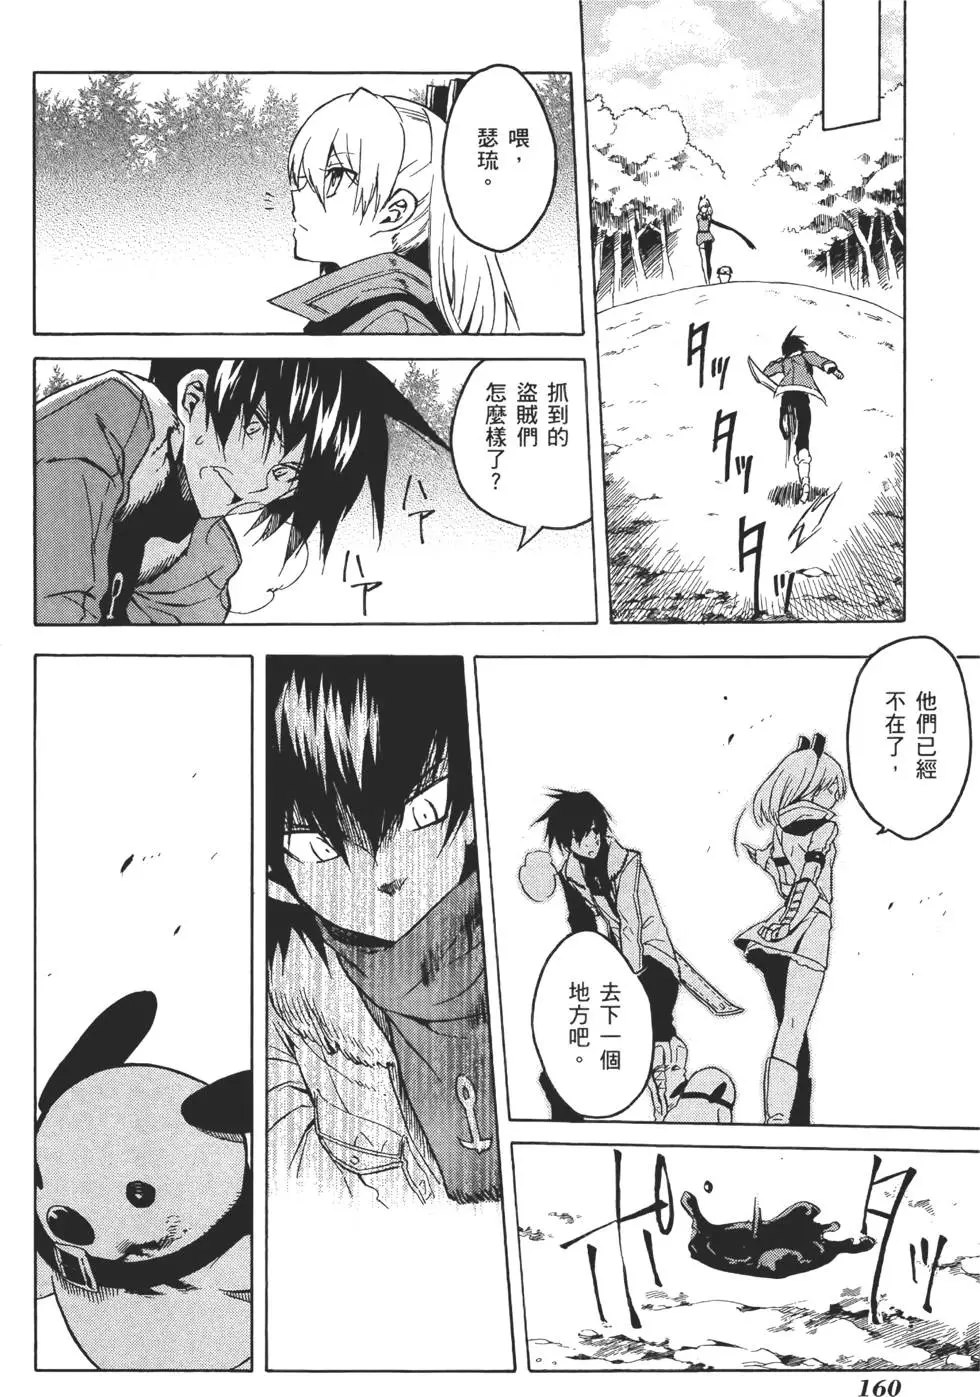 タッ
タッ
タッ
喂，
瑟琉。
抓到的
盜賊們
怎麼樣了？
ハァ
ハァ
他們已經
不在了，
去下一個
地方吧。
タッ
ポタ
160